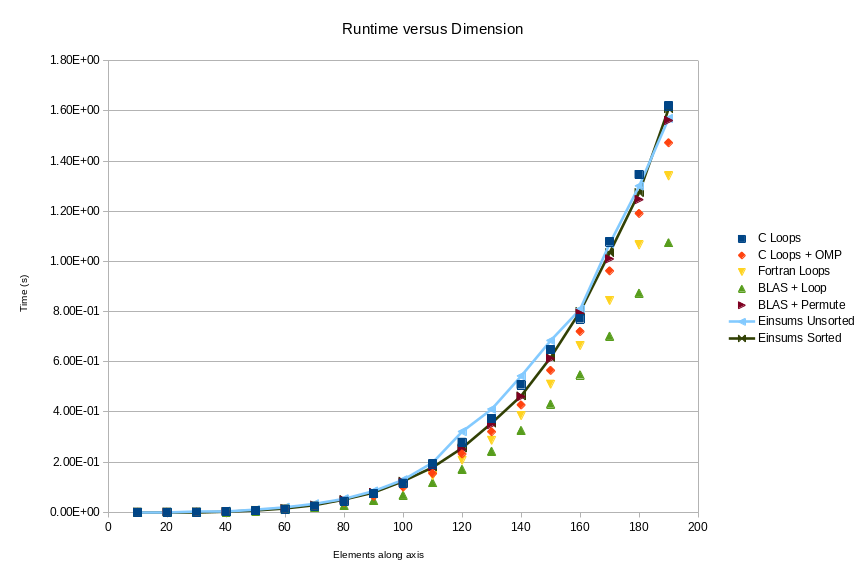 Runtime versus Dimension
1.80E+00
1.60E+00
1.40E+00
1.20E+00
1.00E+00
8.00E-01
6.00E-01
4.00E-01
2.00E-01
0.00E+00
0 20 40 60 80 100 120 140 160 180 200
Time (s)
Elements along axis
C Loops
C Loops + OMP
Fortran Loops
BLAS + Loop
BLAS + Permute
Einsums Unsorted
Einsums Sorted